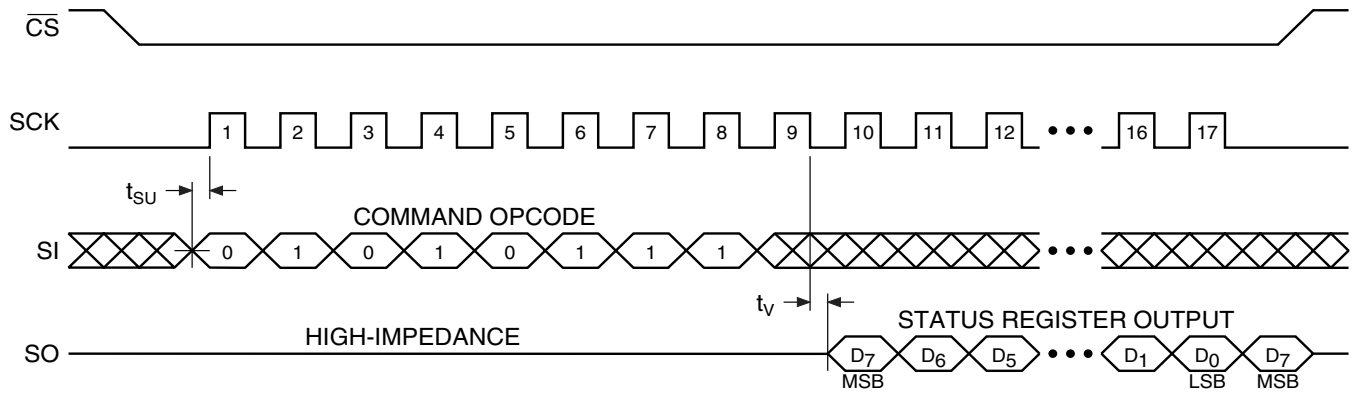 CS
SCK 1 2 3 4 5 6 7 8 9 10 11 12 • • • 16 17
tSU
COMMAND OPCODE
SI 0 1 0 1 0 1 1 1 • • •
tV
HIGH-IMPEDANCE STATUS REGISTER OUTPUT
SO D7 D6 D5 • • • D1 D0 D7
MSB LSB MSB